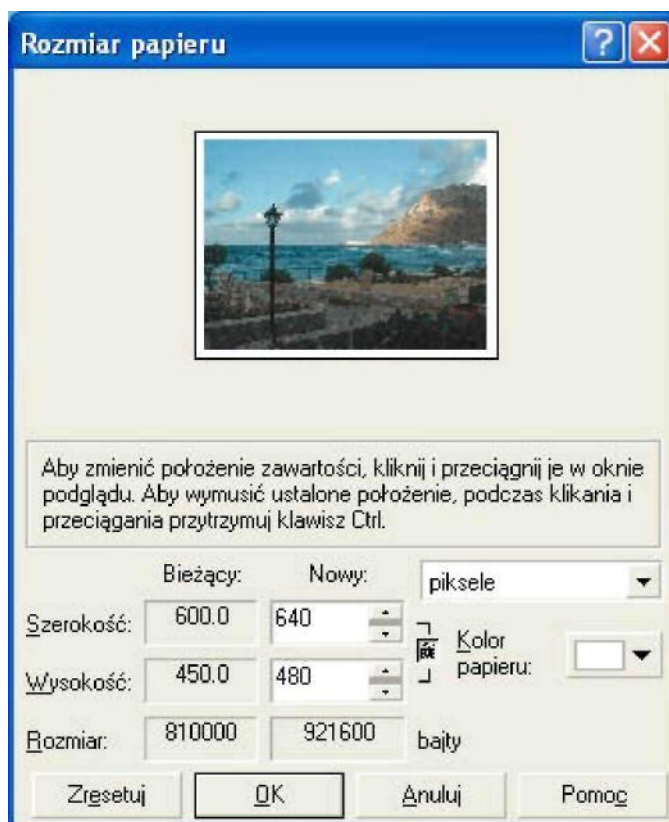 Rozmiar papieru
Aby zmienić położenie zawartości, kliknij i przeciągnij je w oknie
podglądu. Aby wymusić ustalone położenie, podczas klikania i
przeciągania przytrzymuj klawisz Ctrl.
Bieżący: Nowy: piksele
Szerokość: 600.0 640
Kolor
papieru:
Wysokość: 450.0 480
Rozmiar: 810000 921600 bajty
Zresetuj OK Anuluj Pomoc